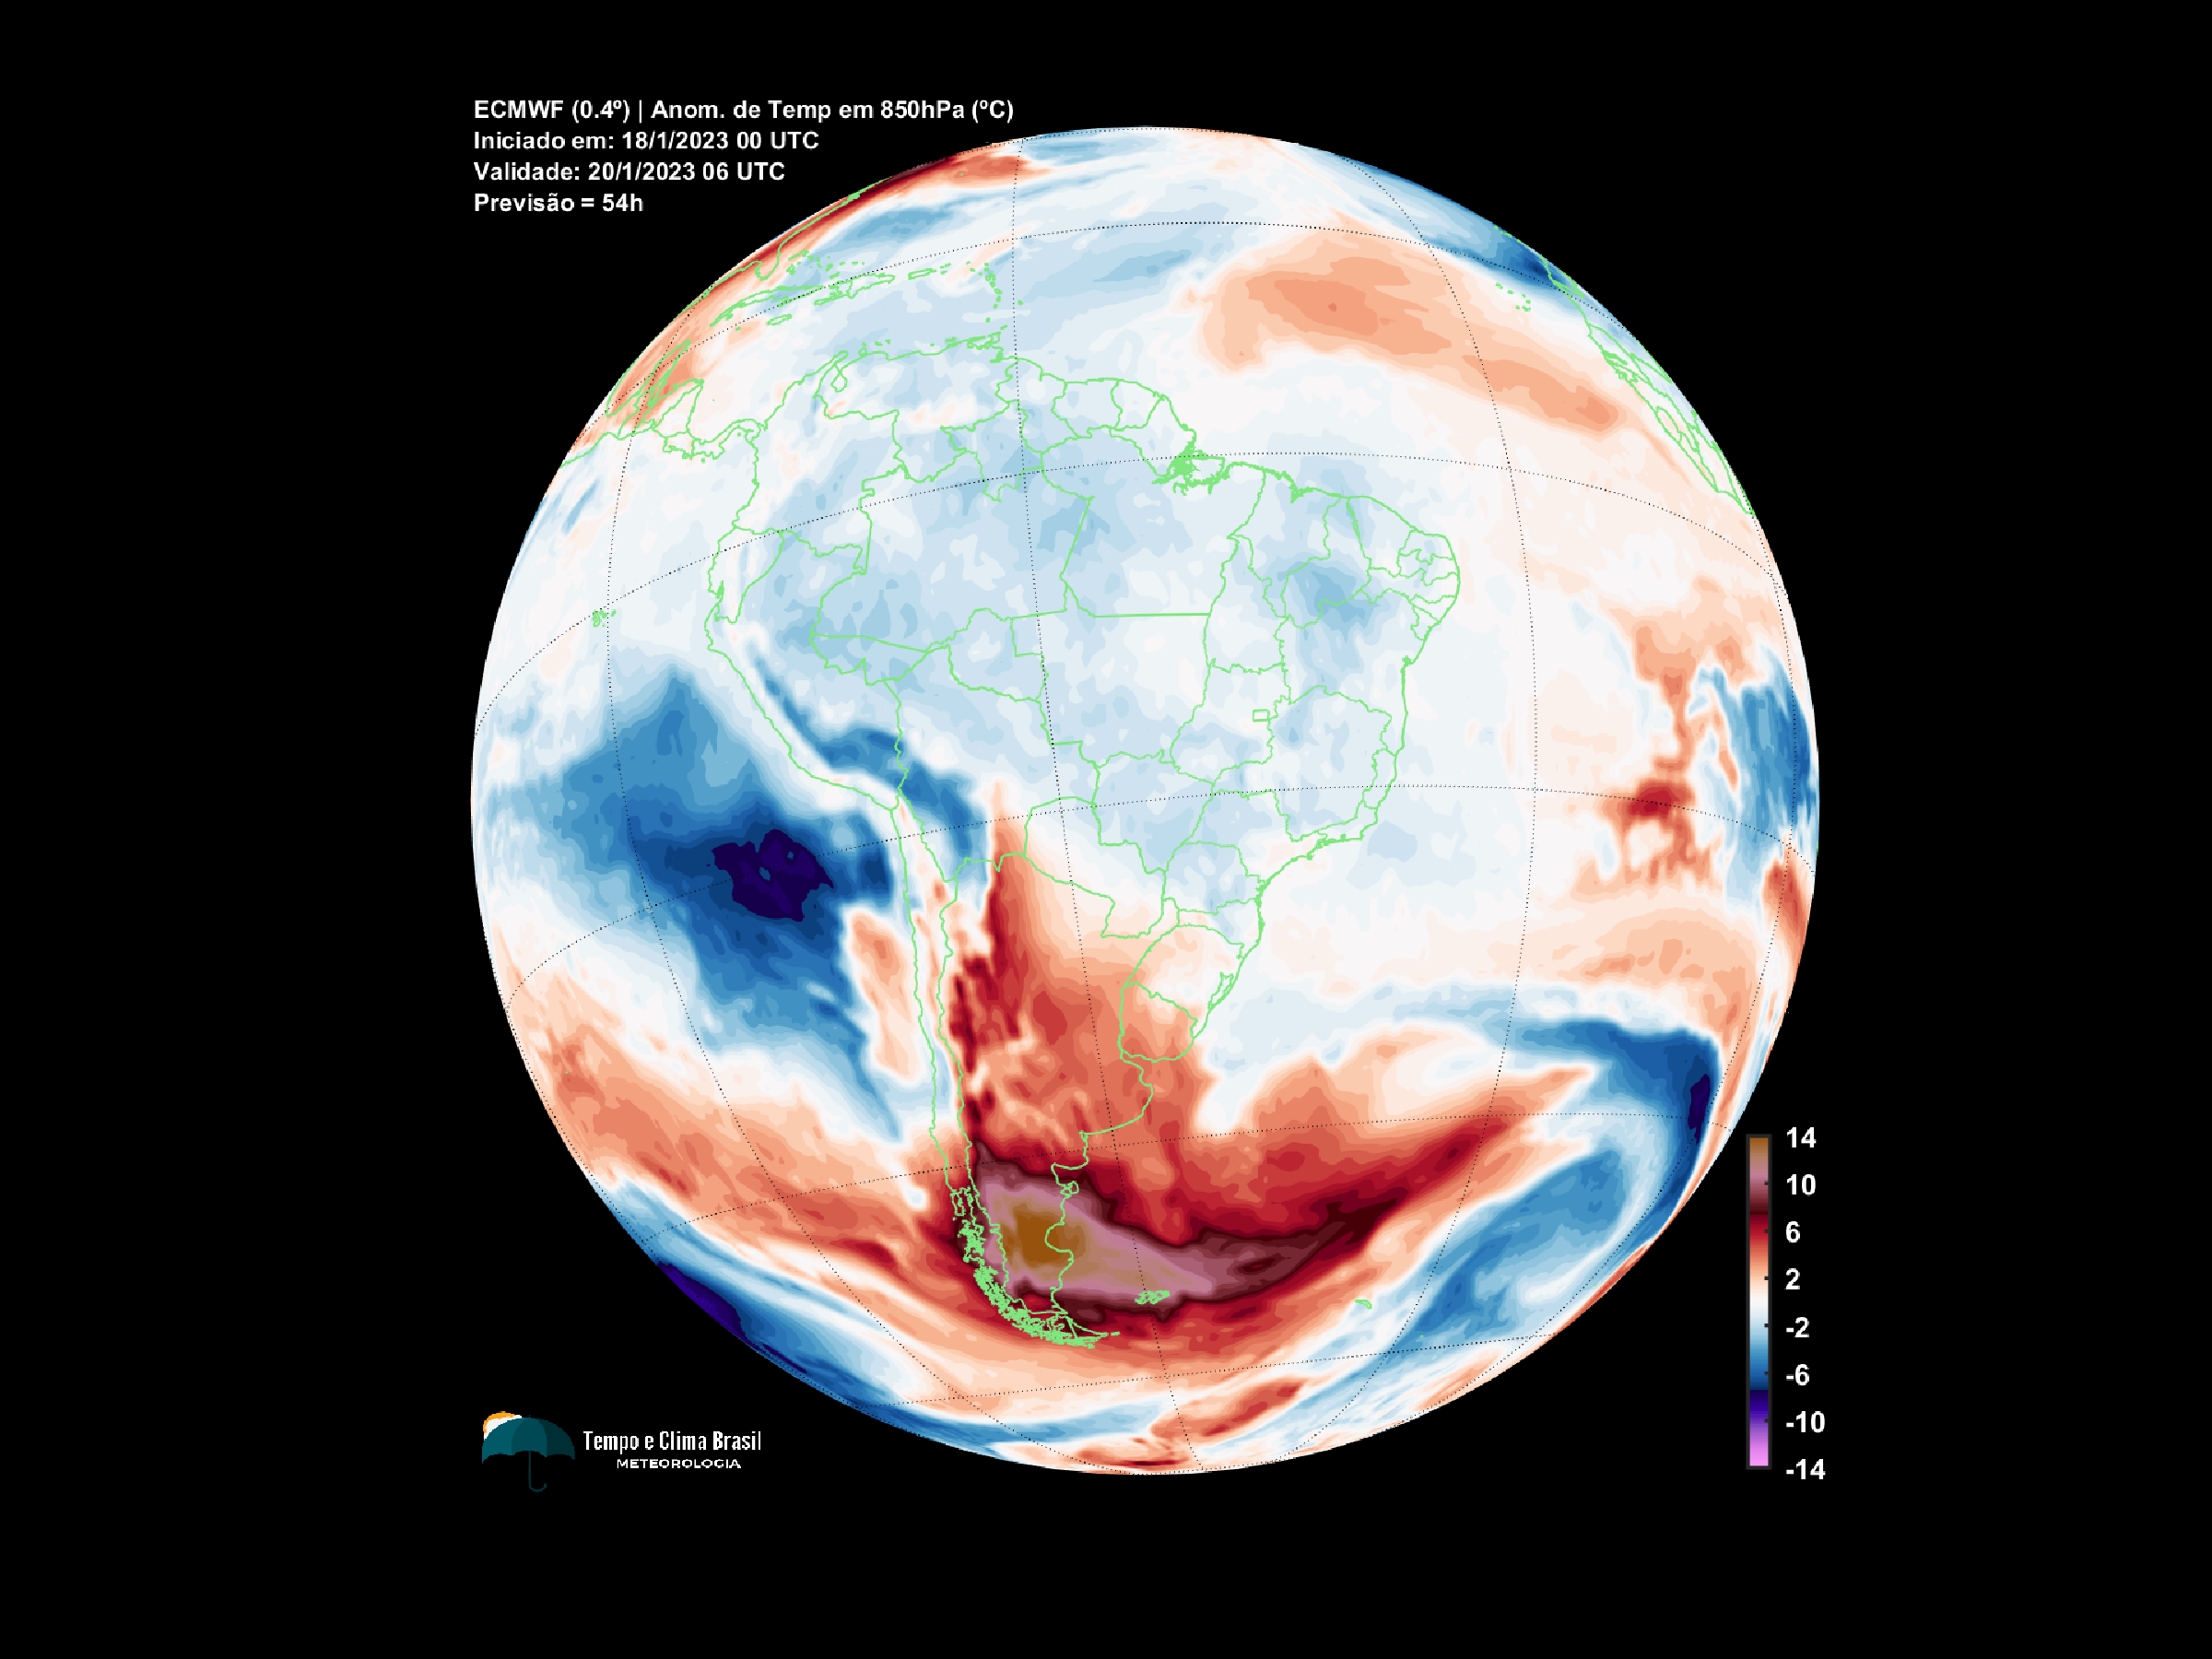 ECMWF (0.4º) | Anom. de Temp em 850hPa (ºC)
Iniciado em: 18/1/2023 00 UTC
Validade: 20/1/2023 06 UTC
Previsão = 54h
14
10
6
2
-2
-6
-10
-14
Tempo e Clima Brasil
METEOROLOGIA